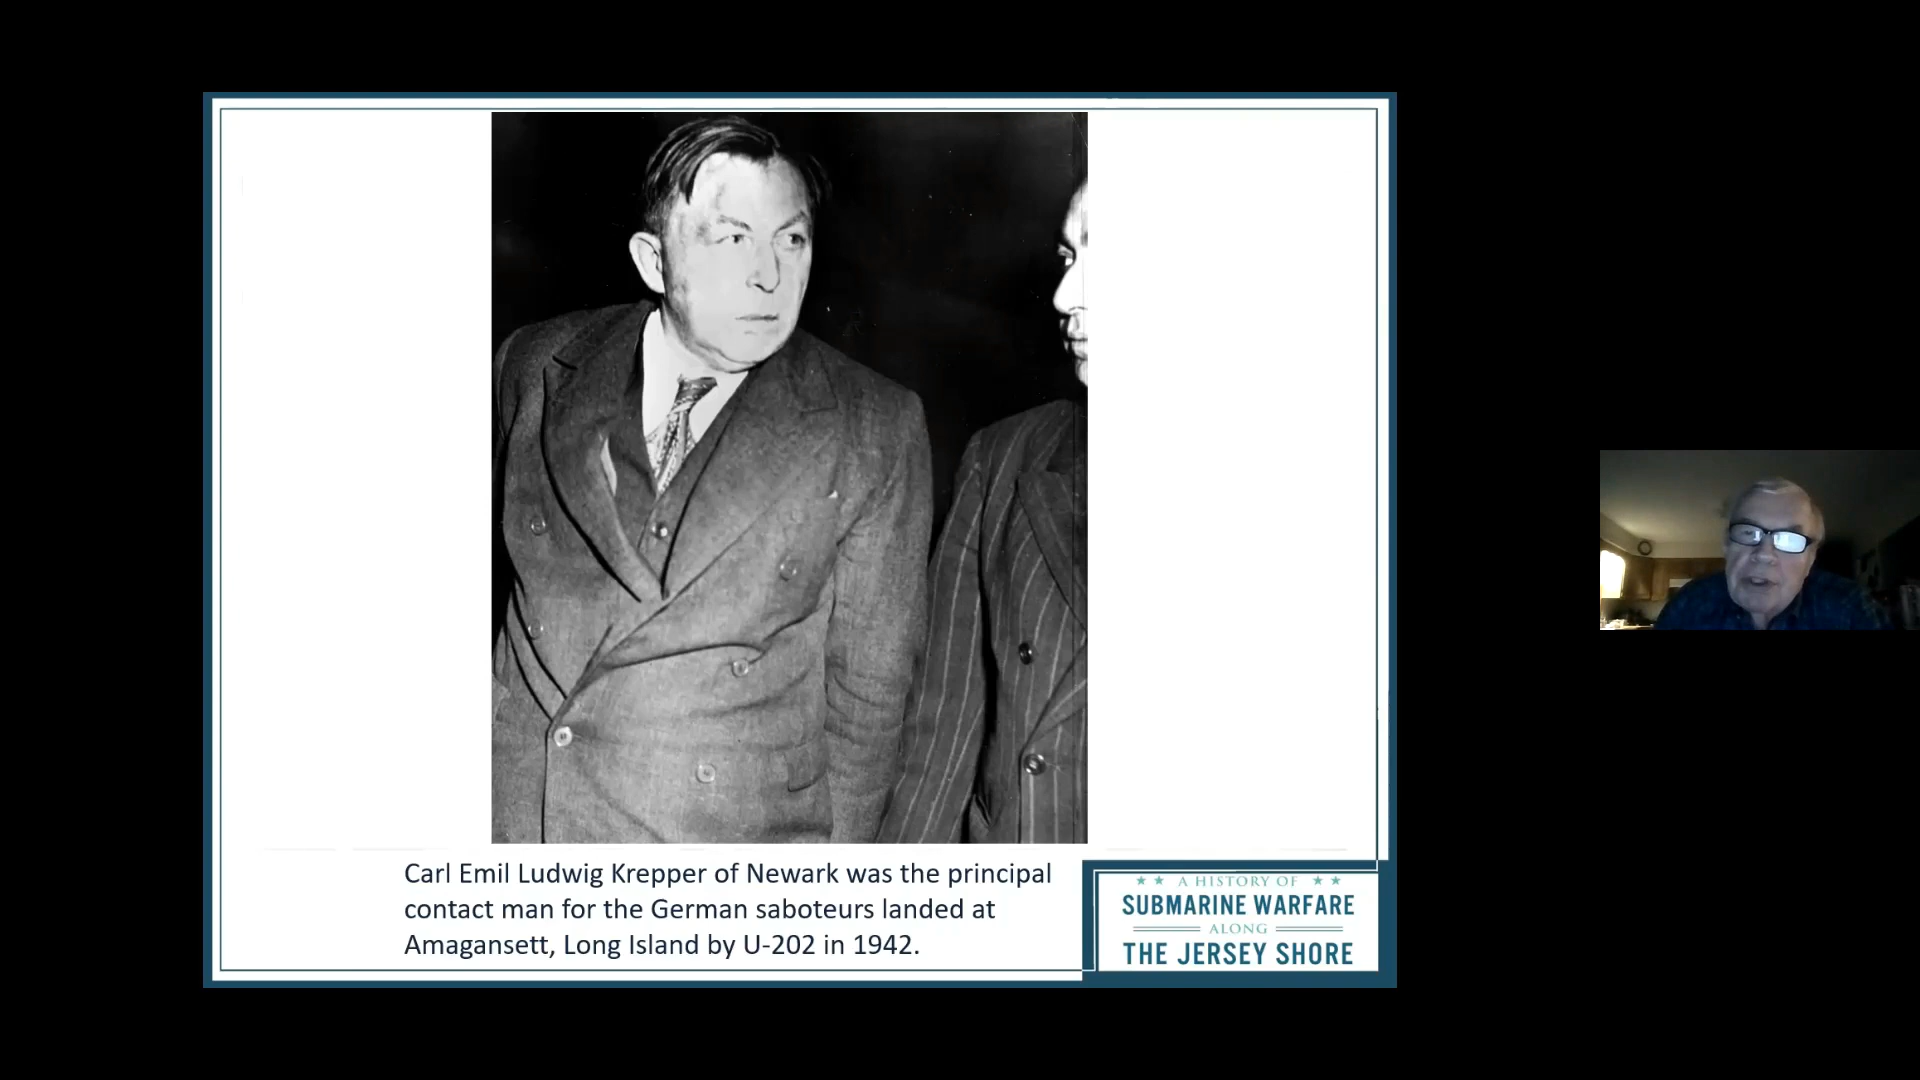 Carl Emil Ludwig Krepper of Newark was the principal
contact man for the German saboteurs landed at
Amagansett, Long Island by U-202 in 1942.
A HISTORY OF
SUBMARINE WARFARE
ALONG
THE JERSEY SHORE